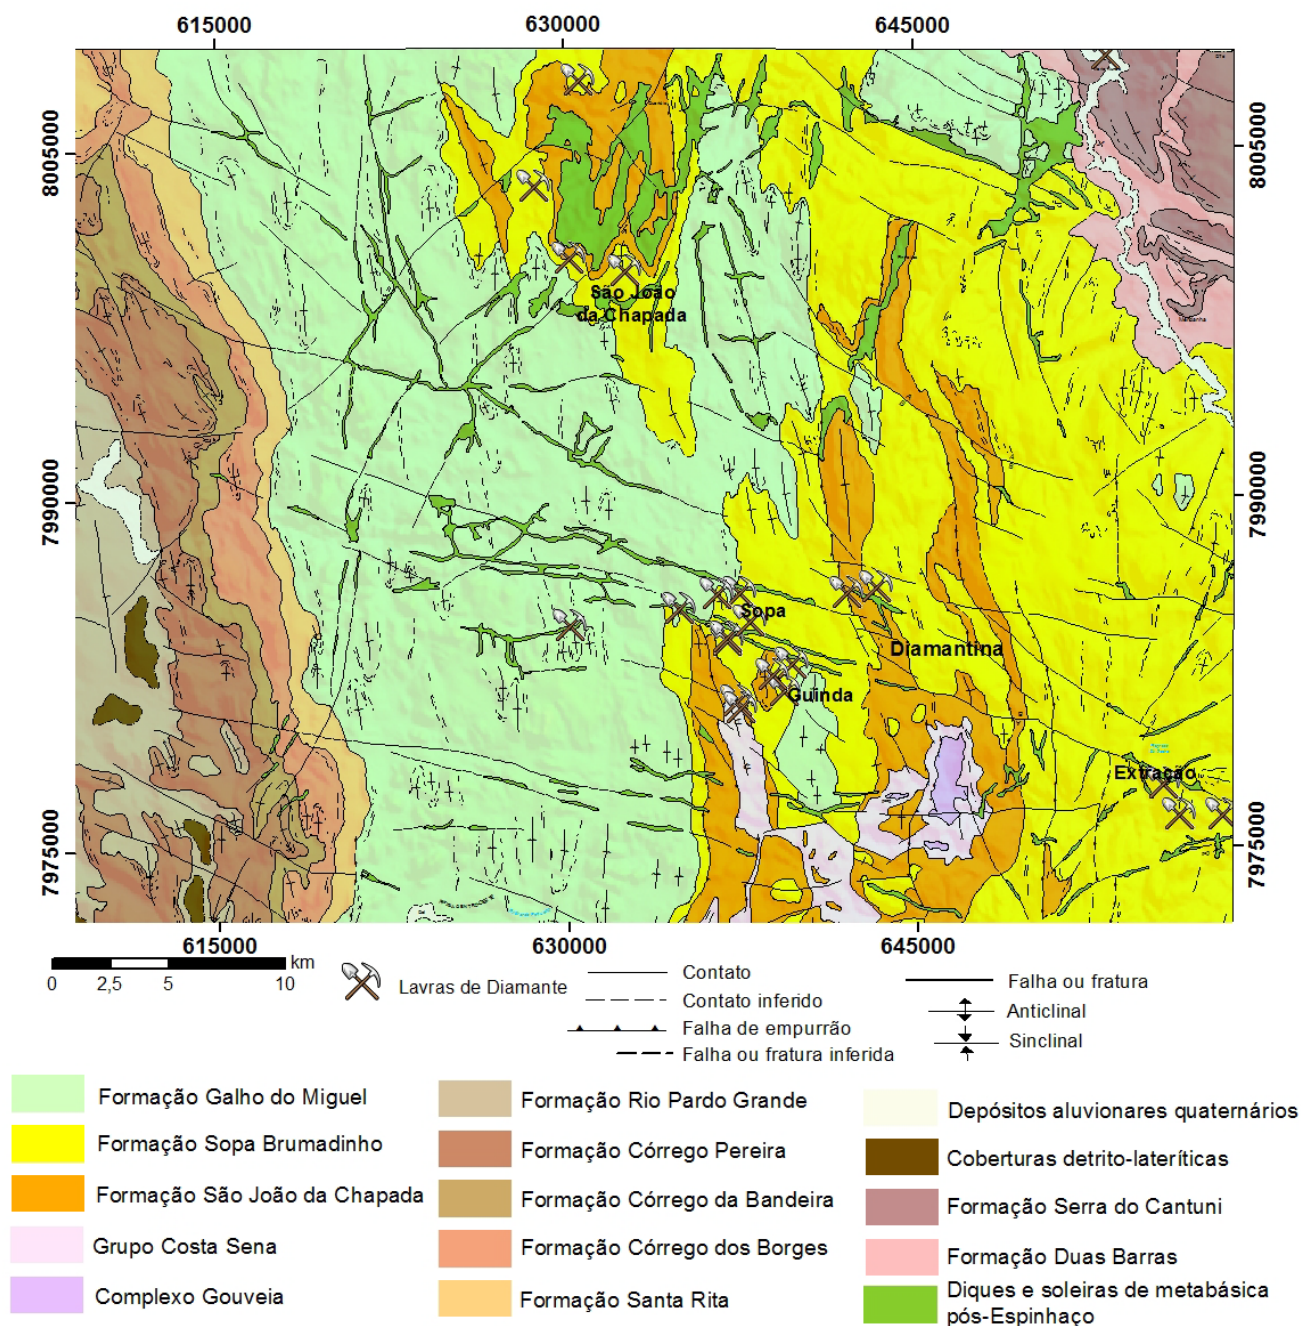 615000
630000
645000
8005000
8005000
São João
da Chapada
7990000
7990000
Sopa
Diamantina
Guinda
Extração
7975000
7975000
615000
630000
645000
km
0
2,5
5
10
Lavras de Diamante
Contato
Contato inferido
Falha de empurrão
Falha ou fratura inferida
Falha ou fratura
Anticlinal
Sinclinal
Formação Galho do Miguel
Formação Sopa Brumadinho
Formação São João da Chapada
Grupo Costa Sena
Complexo Gouveia
Formação Rio Pardo Grande
Formação Córrego Pereira
Formação Córrego da Bandeira
Formação Córrego dos Borges
Formação Santa Rita
Depósitos aluvionares quaternários
Coberturas detrito-lateríticas
Formação Serra do Cantuni
Formação Duas Barras
Diques e soleiras de metabásica
pós-Espinhaço